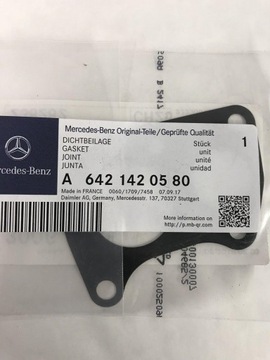 Mercedes-Benz Original-Teile/Geprüfte Qualität
DICHTBEILAGE
GASKET
JOINT
JUNTA
Stück
unit
unité
unidad
1
rcedes-Benz
A 642 142 05 80
Made in FRANCE 0060/1709/7458 07.09.17
Daimler AG, Germany, Mercedesstr. 137, 70327 Stuttgart
More information on
http://p.mb-qr.com